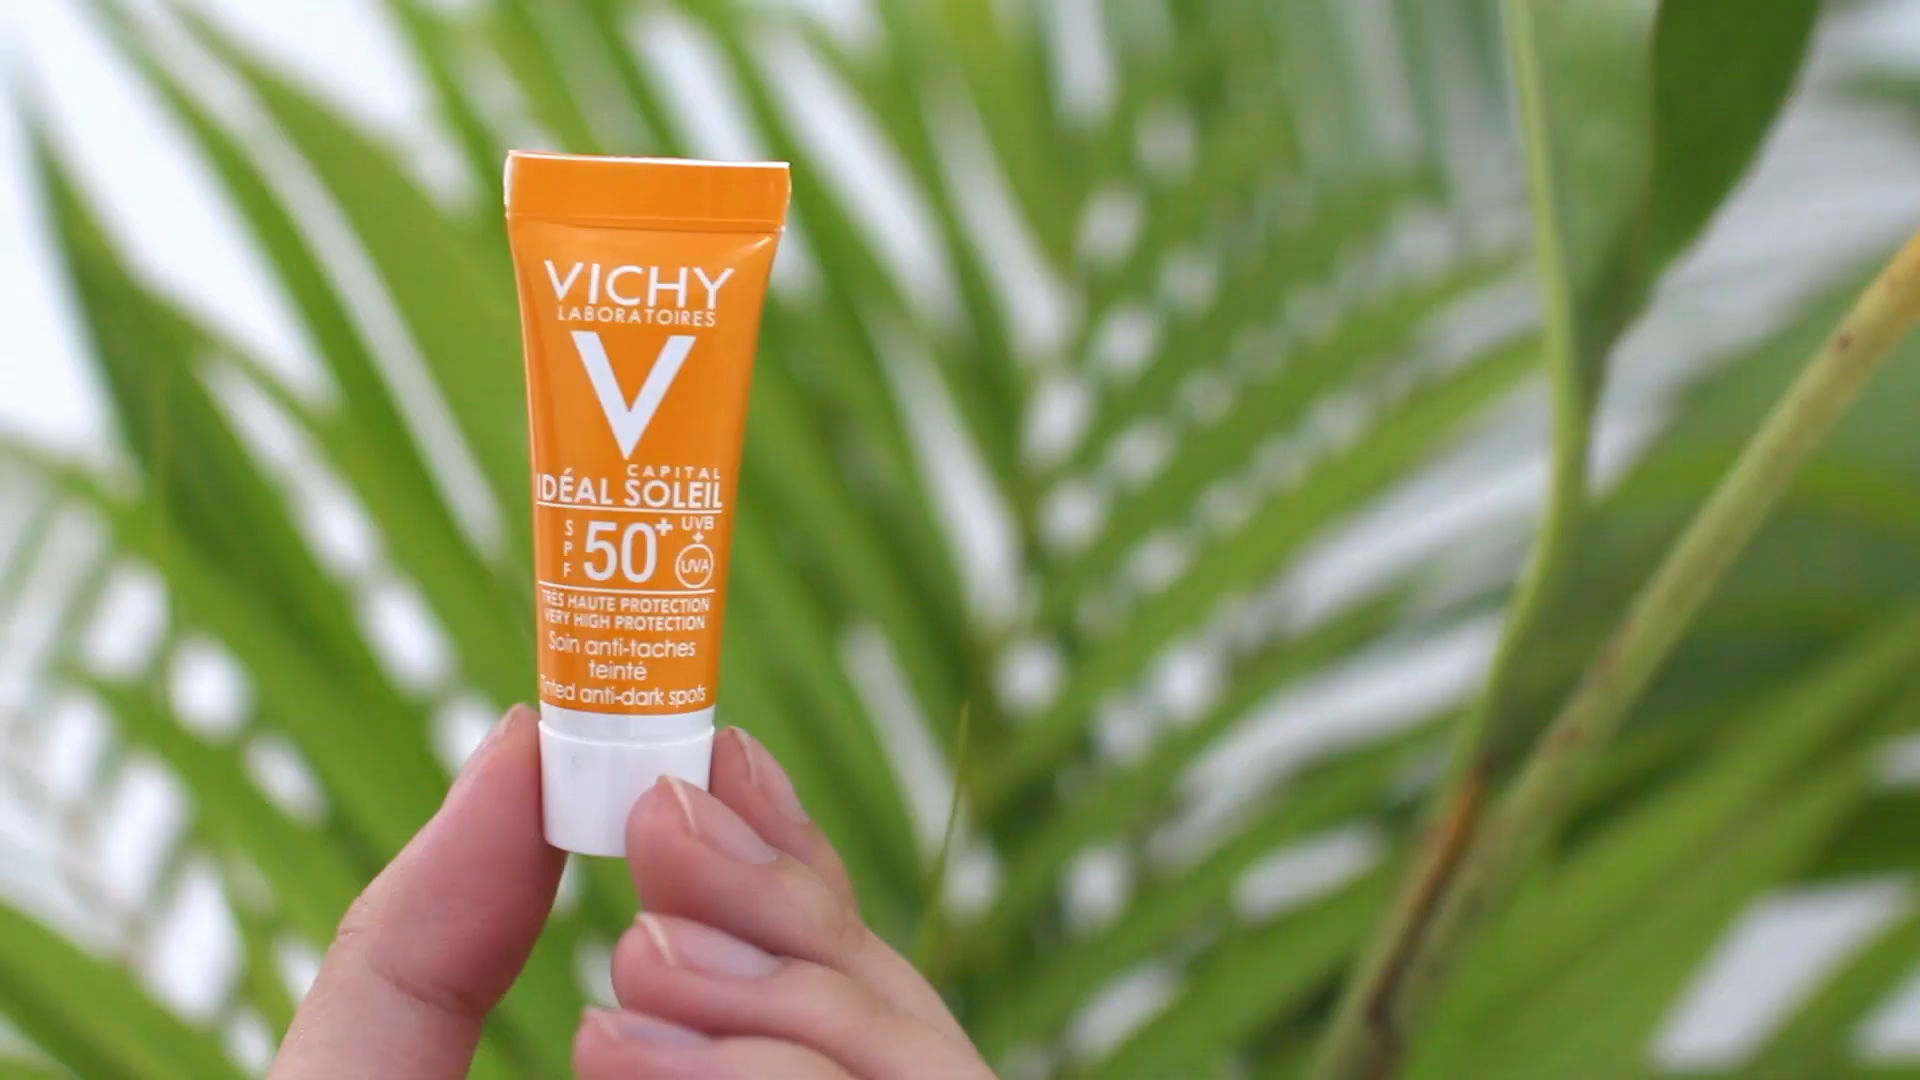 VICHY
LABORATOIRES
V
CAPITAL
IDÉAL SOLEIL
SPF 50+ UVB + UVA
TRÈS HAUTE PROTECTION
VERY HIGH PROTECTION
Soin anti-taches
teinté
Tinted anti-dark spots